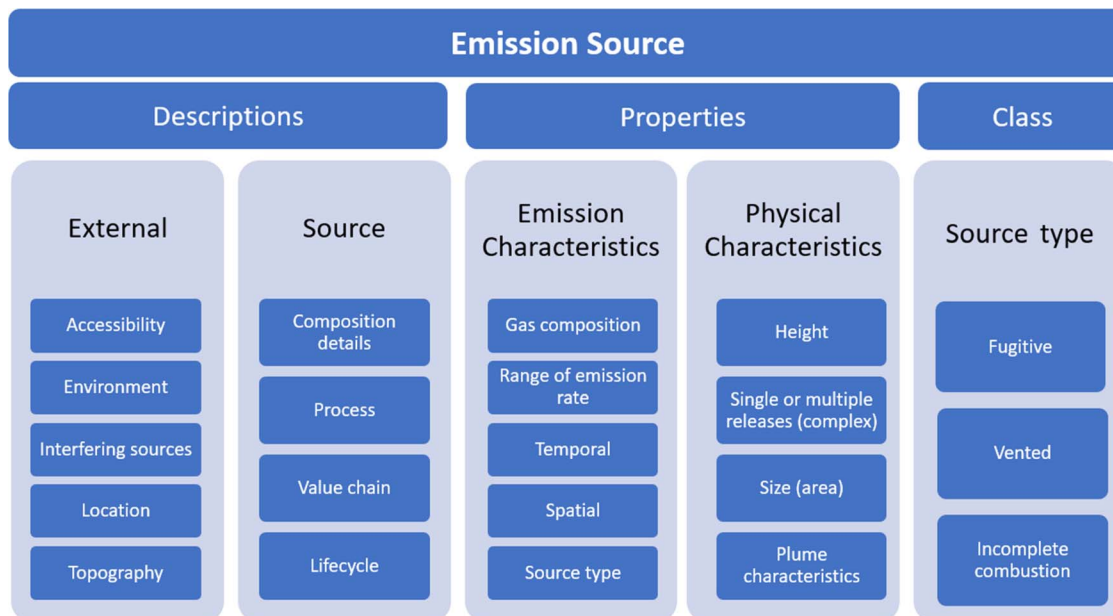 Emission Source
Descriptions
Properties
Class
External
Accessibility
Environment
Interfering sources
Location
Topography
Source
Composition
details
Process
Value chain
Lifecycle
Emission
Characteristics
Gas composition
Range of emission
rate
Temporal
Spatial
Source type
Physical
Characteristics
Height
Single or multiple
releases (complex)
Size (area)
Plume
characteristics
Source type
Fugitive
Vented
Incomplete
combustion